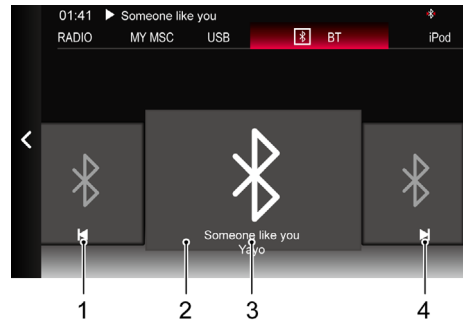 01:41 Someone like you
RADIO MY MSC USB BT iPod
Someone like you
Yayo
1 2 3 4